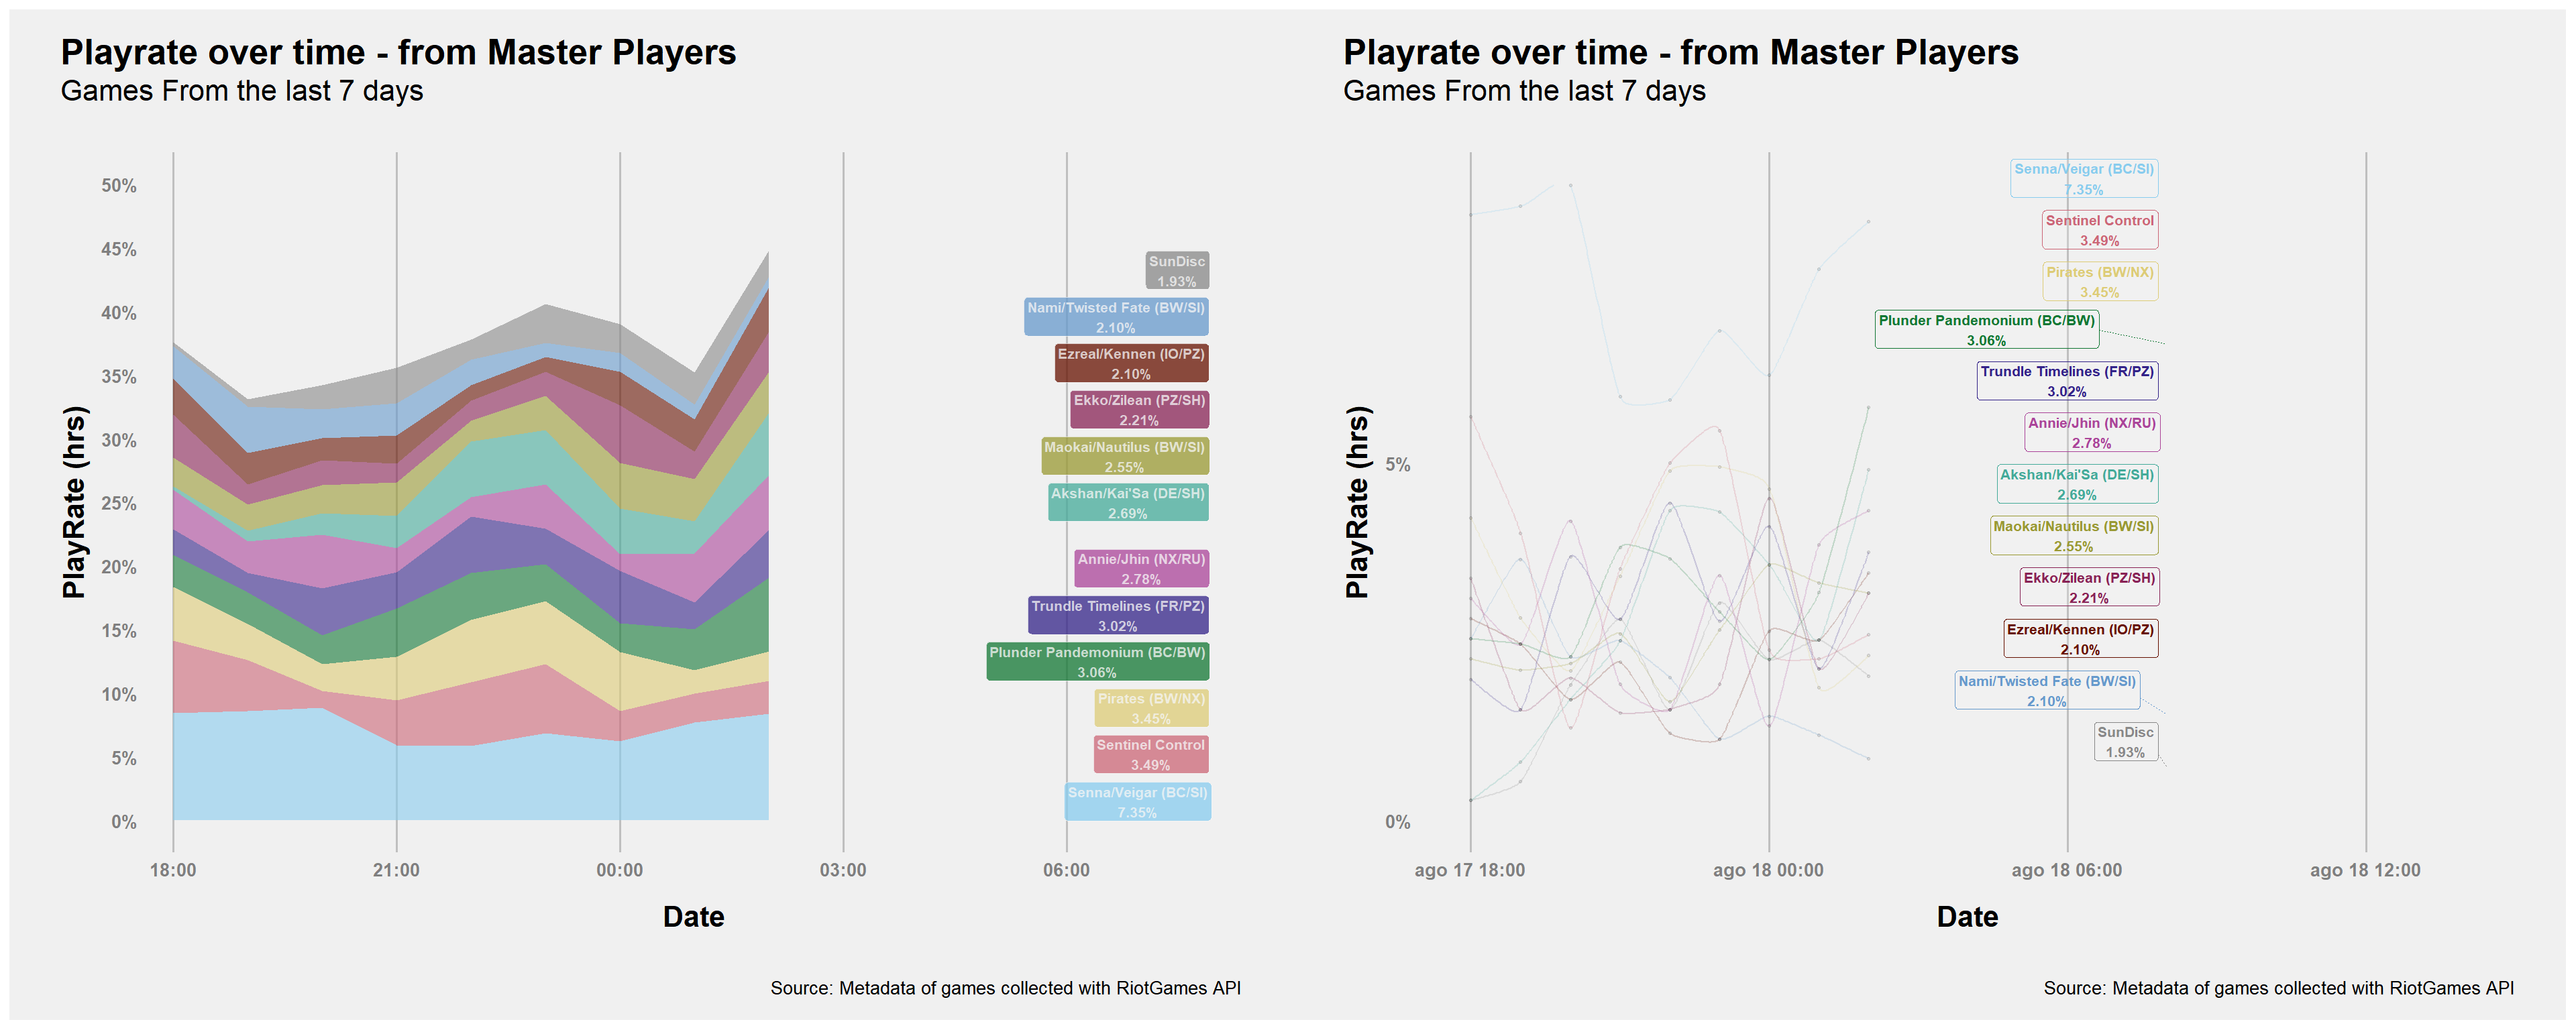 Playrate over time - from Master Players
Games From the last 7 days
PlayRate (hrs)
50%
45%
40%
35%
30%
25%
20%
15%
10%
5%
0%
SunDisc
1.93%
Nami/Twisted Fate (BW/SI)
2.10%
Ezreal/Kennen (IO/PZ)
2.10%
Ekko/Zilean (PZ/SH)
2.21%
Maokai/Nautilus (BW/SI)
2.55%
Akshan/Kai'Sa (DE/SH)
2.69%
Annie/Jhin (NX/RU)
2.78%
Trundle Timelines (FR/PZ)
3.02%
Plunder Pandemonium (BC/BW)
3.06%
Pirates (BW/NX)
3.45%
Sentinel Control
3.49%
Senna/Veigar (BC/SI)
7.35%
18:00 21:00 00:00 03:00 06:00
Date
Source: Metadata of games collected with RiotGames API
Playrate over time - from Master Players
Games From the last 7 days
PlayRate (hrs)
5%
0%
Senna/Veigar (BC/SI)
7.35%
Sentinel Control
3.49%
Pirates (BW/NX)
3.45%
Plunder Pandemonium (BC/BW)
3.06%
Trundle Timelines (FR/PZ)
3.02%
Annie/Jhin (NX/RU)
2.78%
Akshan/Kai'Sa (DE/SH)
2.69%
Maokai/Nautilus (BW/SI)
2.55%
Ekko/Zilean (PZ/SH)
2.21%
Ezreal/Kennen (IO/PZ)
2.10%
Nami/Twisted Fate (BW/SI)
2.10%
SunDisc
1.93%
ago 17 18:00 ago 18 00:00 ago 18 06:00 ago 18 12:00
Date
Source: Metadata of games collected with RiotGames API